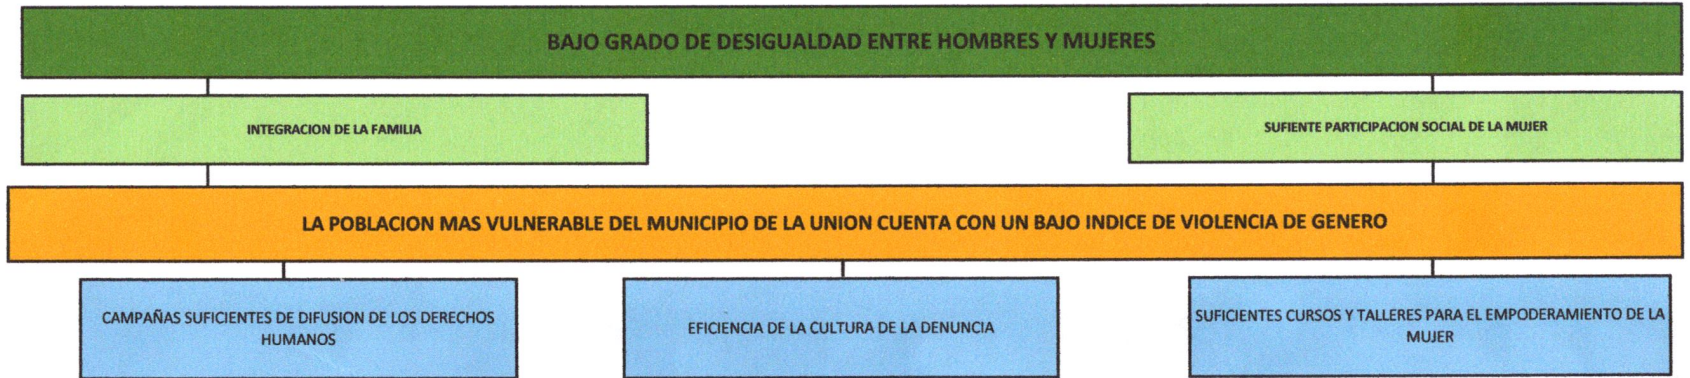 BAJO GRADO DE DESIGUALDAD ENTRE HOMBRES Y MUJERES
INTEGRACION DE LA FAMILIA
SUFIENTE PARTICIPACION SOCIAL DE LA MUJER
LA POBLACION MAS VULNERABLE DEL MUNICIPIO DE LA UNION CUENTA CON UN BAJO INDICE DE VIOLENCIA DE GENERO
CAMPAÑAS SUFICIENTES DE DIFUSION DE LOS DERECHOS
HUMANOS
EFICIENCIA DE LA CULTURA DE LA DENUNCIA
SUFICIENTES CURSOS Y TALLERES PARA EL EMPODERAMIENTO DE LA
MUJER